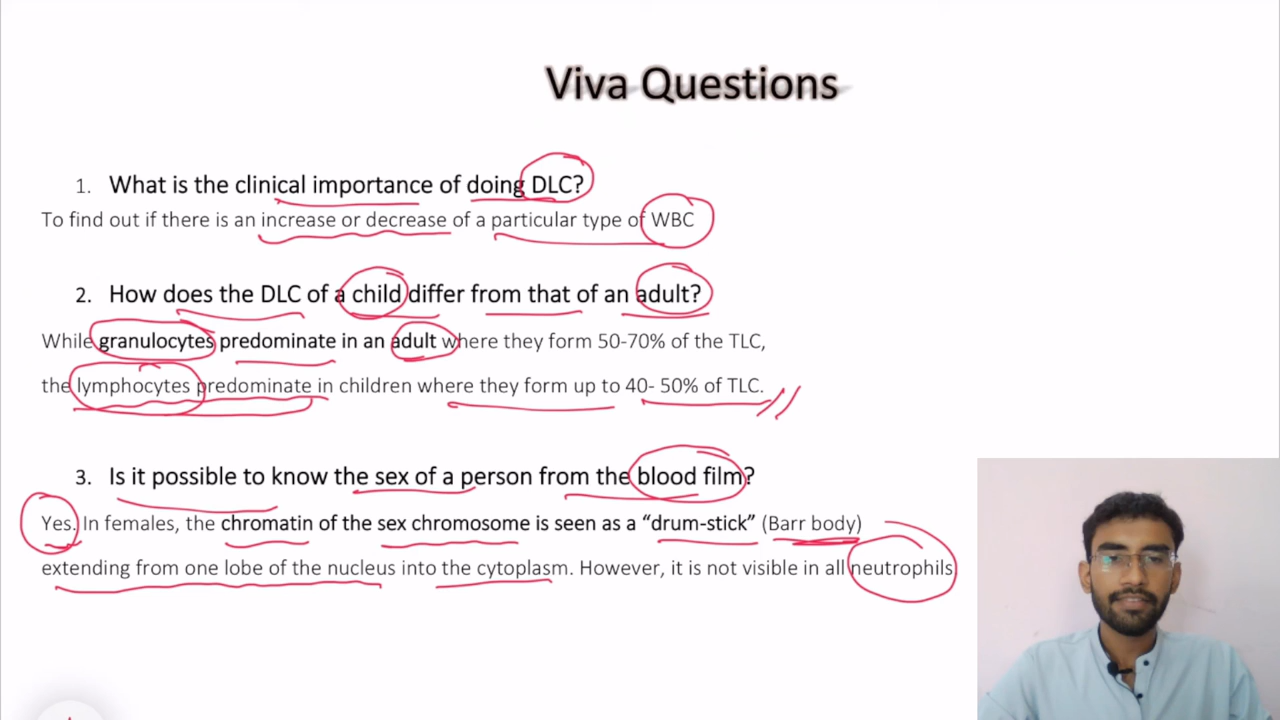 Viva Questions
1. What is the clinical importance of doing DLC?
To find out if there is an increase or decrease of a particular type of WBC
2. How does the DLC of a child differ from that of an adult?
While granulocytes predominate in an adult where they form 50-70% of the TLC,
the lymphocytes predominate in children where they form up to 40- 50% of TLC.
3. Is it possible to know the sex of a person from the blood film?
Yes. In females, the chromatin of the sex chromosome is seen as a “drum-stick” (Barr body)
extending from one lobe of the nucleus into the cytoplasm. However, it is not visible in all neutrophils